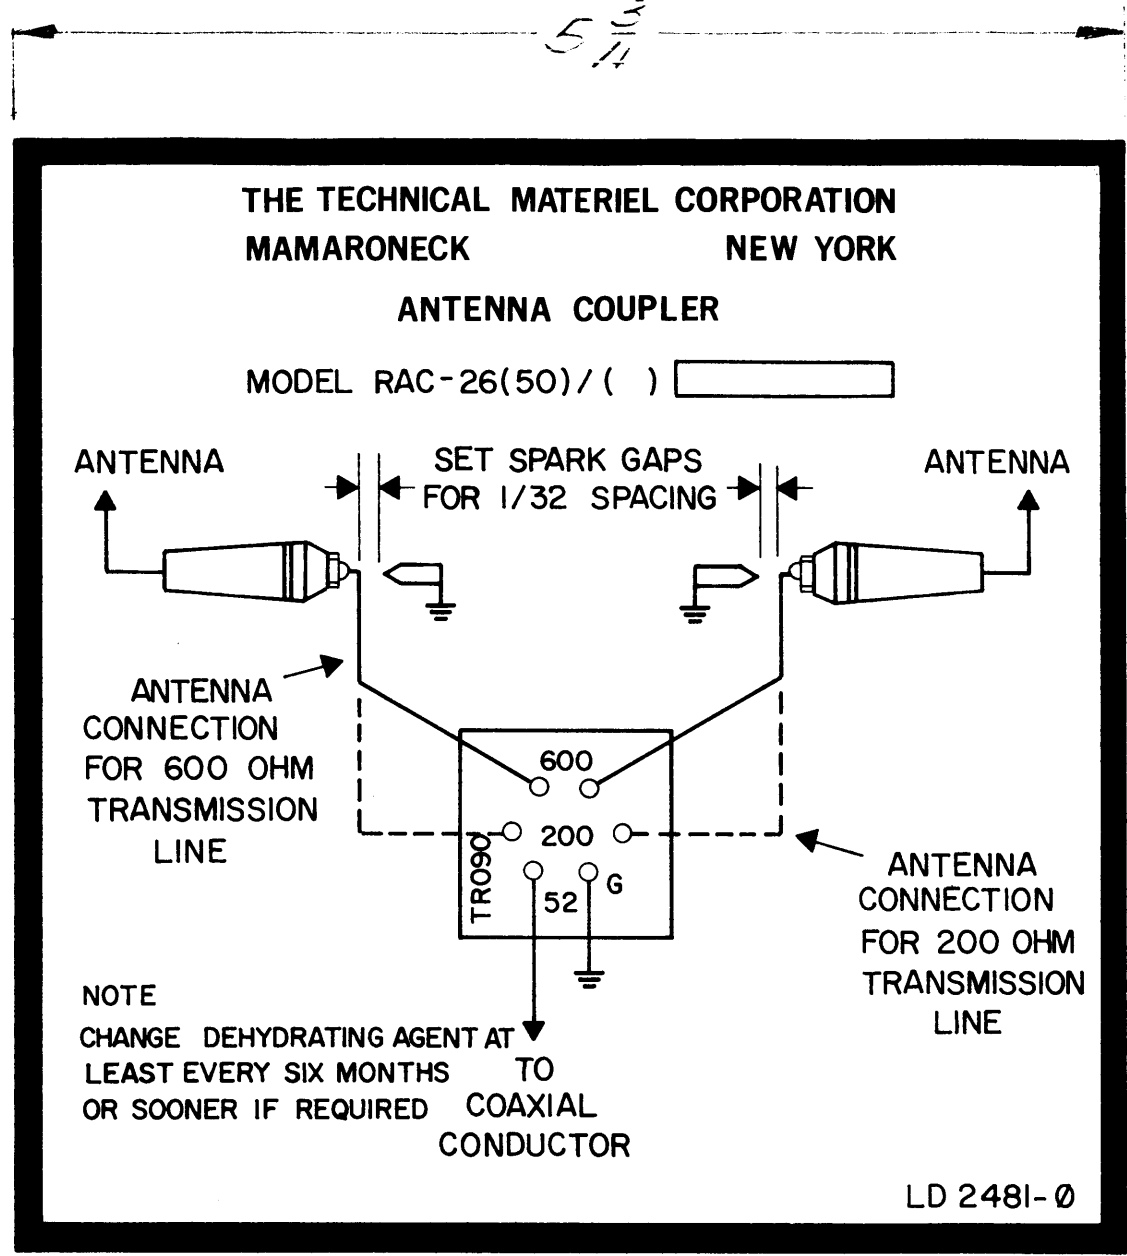 5 3/4
THE TECHNICAL MATERIEL CORPORATION
MAMARONECK NEW YORK
ANTENNA COUPLER
MODEL RAC-26(50)/( )
ANTENNA
SET SPARK GAPS
FOR 1/32 SPACING
ANTENNA
ANTENNA
CONNECTION
FOR 600 OHM
TRANSMISSION
LINE
600
200
TR090
52
G
ANTENNA
CONNECTION
FOR 200 OHM
TRANSMISSION
LINE
NOTE
CHANGE DEHYDRATING AGENT AT
LEAST EVERY SIX MONTHS
OR SOONER IF REQUIRED
TO
COAXIAL
CONDUCTOR
LD 2481-Ø